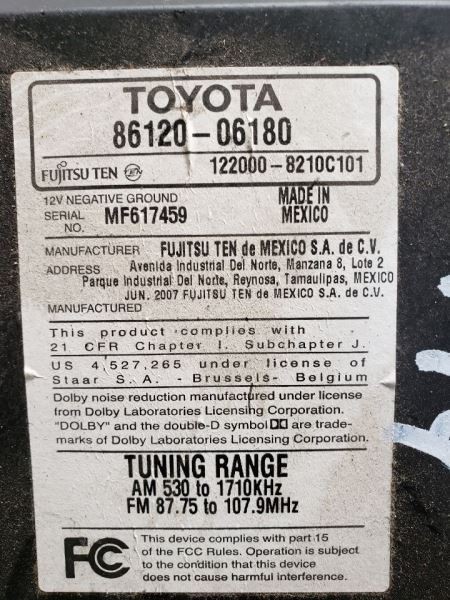 TOYOTA
86120-06180
FUJITSU TEN
122000-8210C101
12V NEGATIVE GROUND
MADE IN
MEXICO
SERIAL NO. MF617459
MANUFACTURER FUJITSU TEN de MEXICO S.A. de C.V.
ADDRESS Avenida Industrial Del Norte, Manzana 8, Lote 2
Parque Industrial Del Norte, Reynosa, Tamaulipas, MEXICO
JUN. 2007 FUJITSU TEN de MEXICO S.A. de C.V.
MANUFACTURED
This product complies with
21 CFR Chapter I, Subchapter J.
US 4,527,265 under license of
Staar S.A. - Brussels- Belgium
Dolby noise reduction manufactured under license
from Dolby Laboratories Licensing Corporation.
"DOLBY" and the double-D symbol are trade-
marks of Dolby Laboratories Licensing Corporation.
TUNING RANGE
AM 530 to 1710KHz
FM 87.75 to 107.9MHz
FC
This device complies with part 15
of the FCC Rules. Operation is subject
to the condition that this device
does not cause harmful interference.